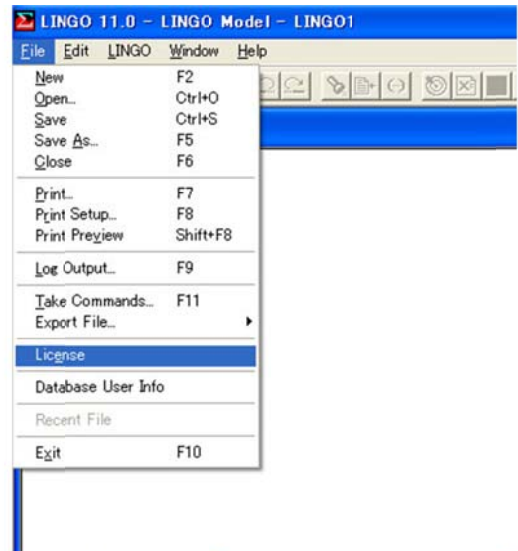 LINGO 11.0 - LINGO Model - LINGO1
File Edit LINGO Window Help
New F2
Open... Ctrl+O
Save Ctrl+S
Save As... F5
Close F6
Print... F7
Print Setup... F8
Print Preview Shift+F8
Log Output... F9
Take Commands... F11
Export File...
License
Database User Info
Recent File
Exit F10